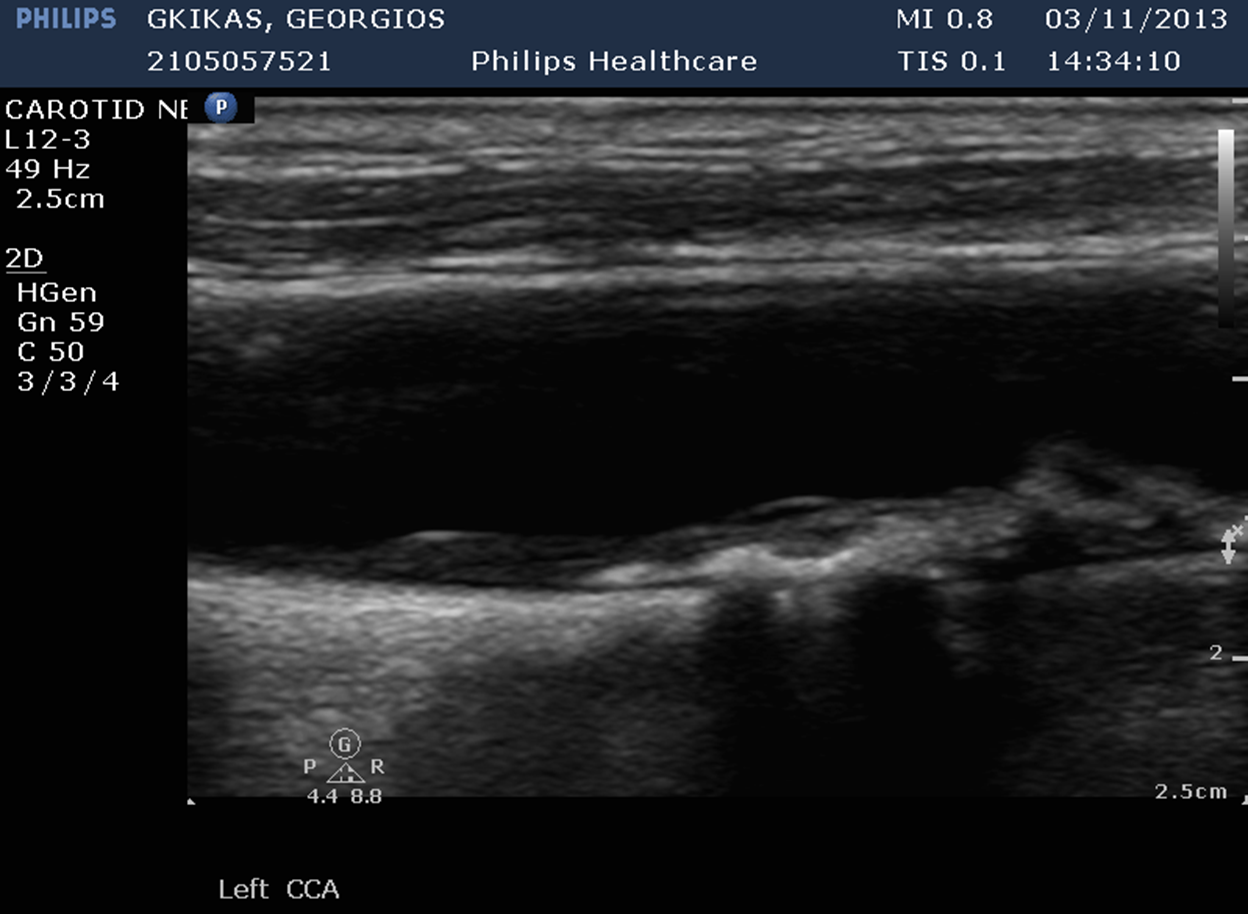 PHILIPS GKIKAS, GEORGIOS MI 0.8 03/11/2013
2105057521 Philips Healthcare TIS 0.1 14:34:10
CAROTID NE P
L12-3
49 Hz
2.5cm
2D
HGen
Gn 59
C 50
3/3/4
x
2
G
P R
4.4 8.8
2.5cm
Left CCA